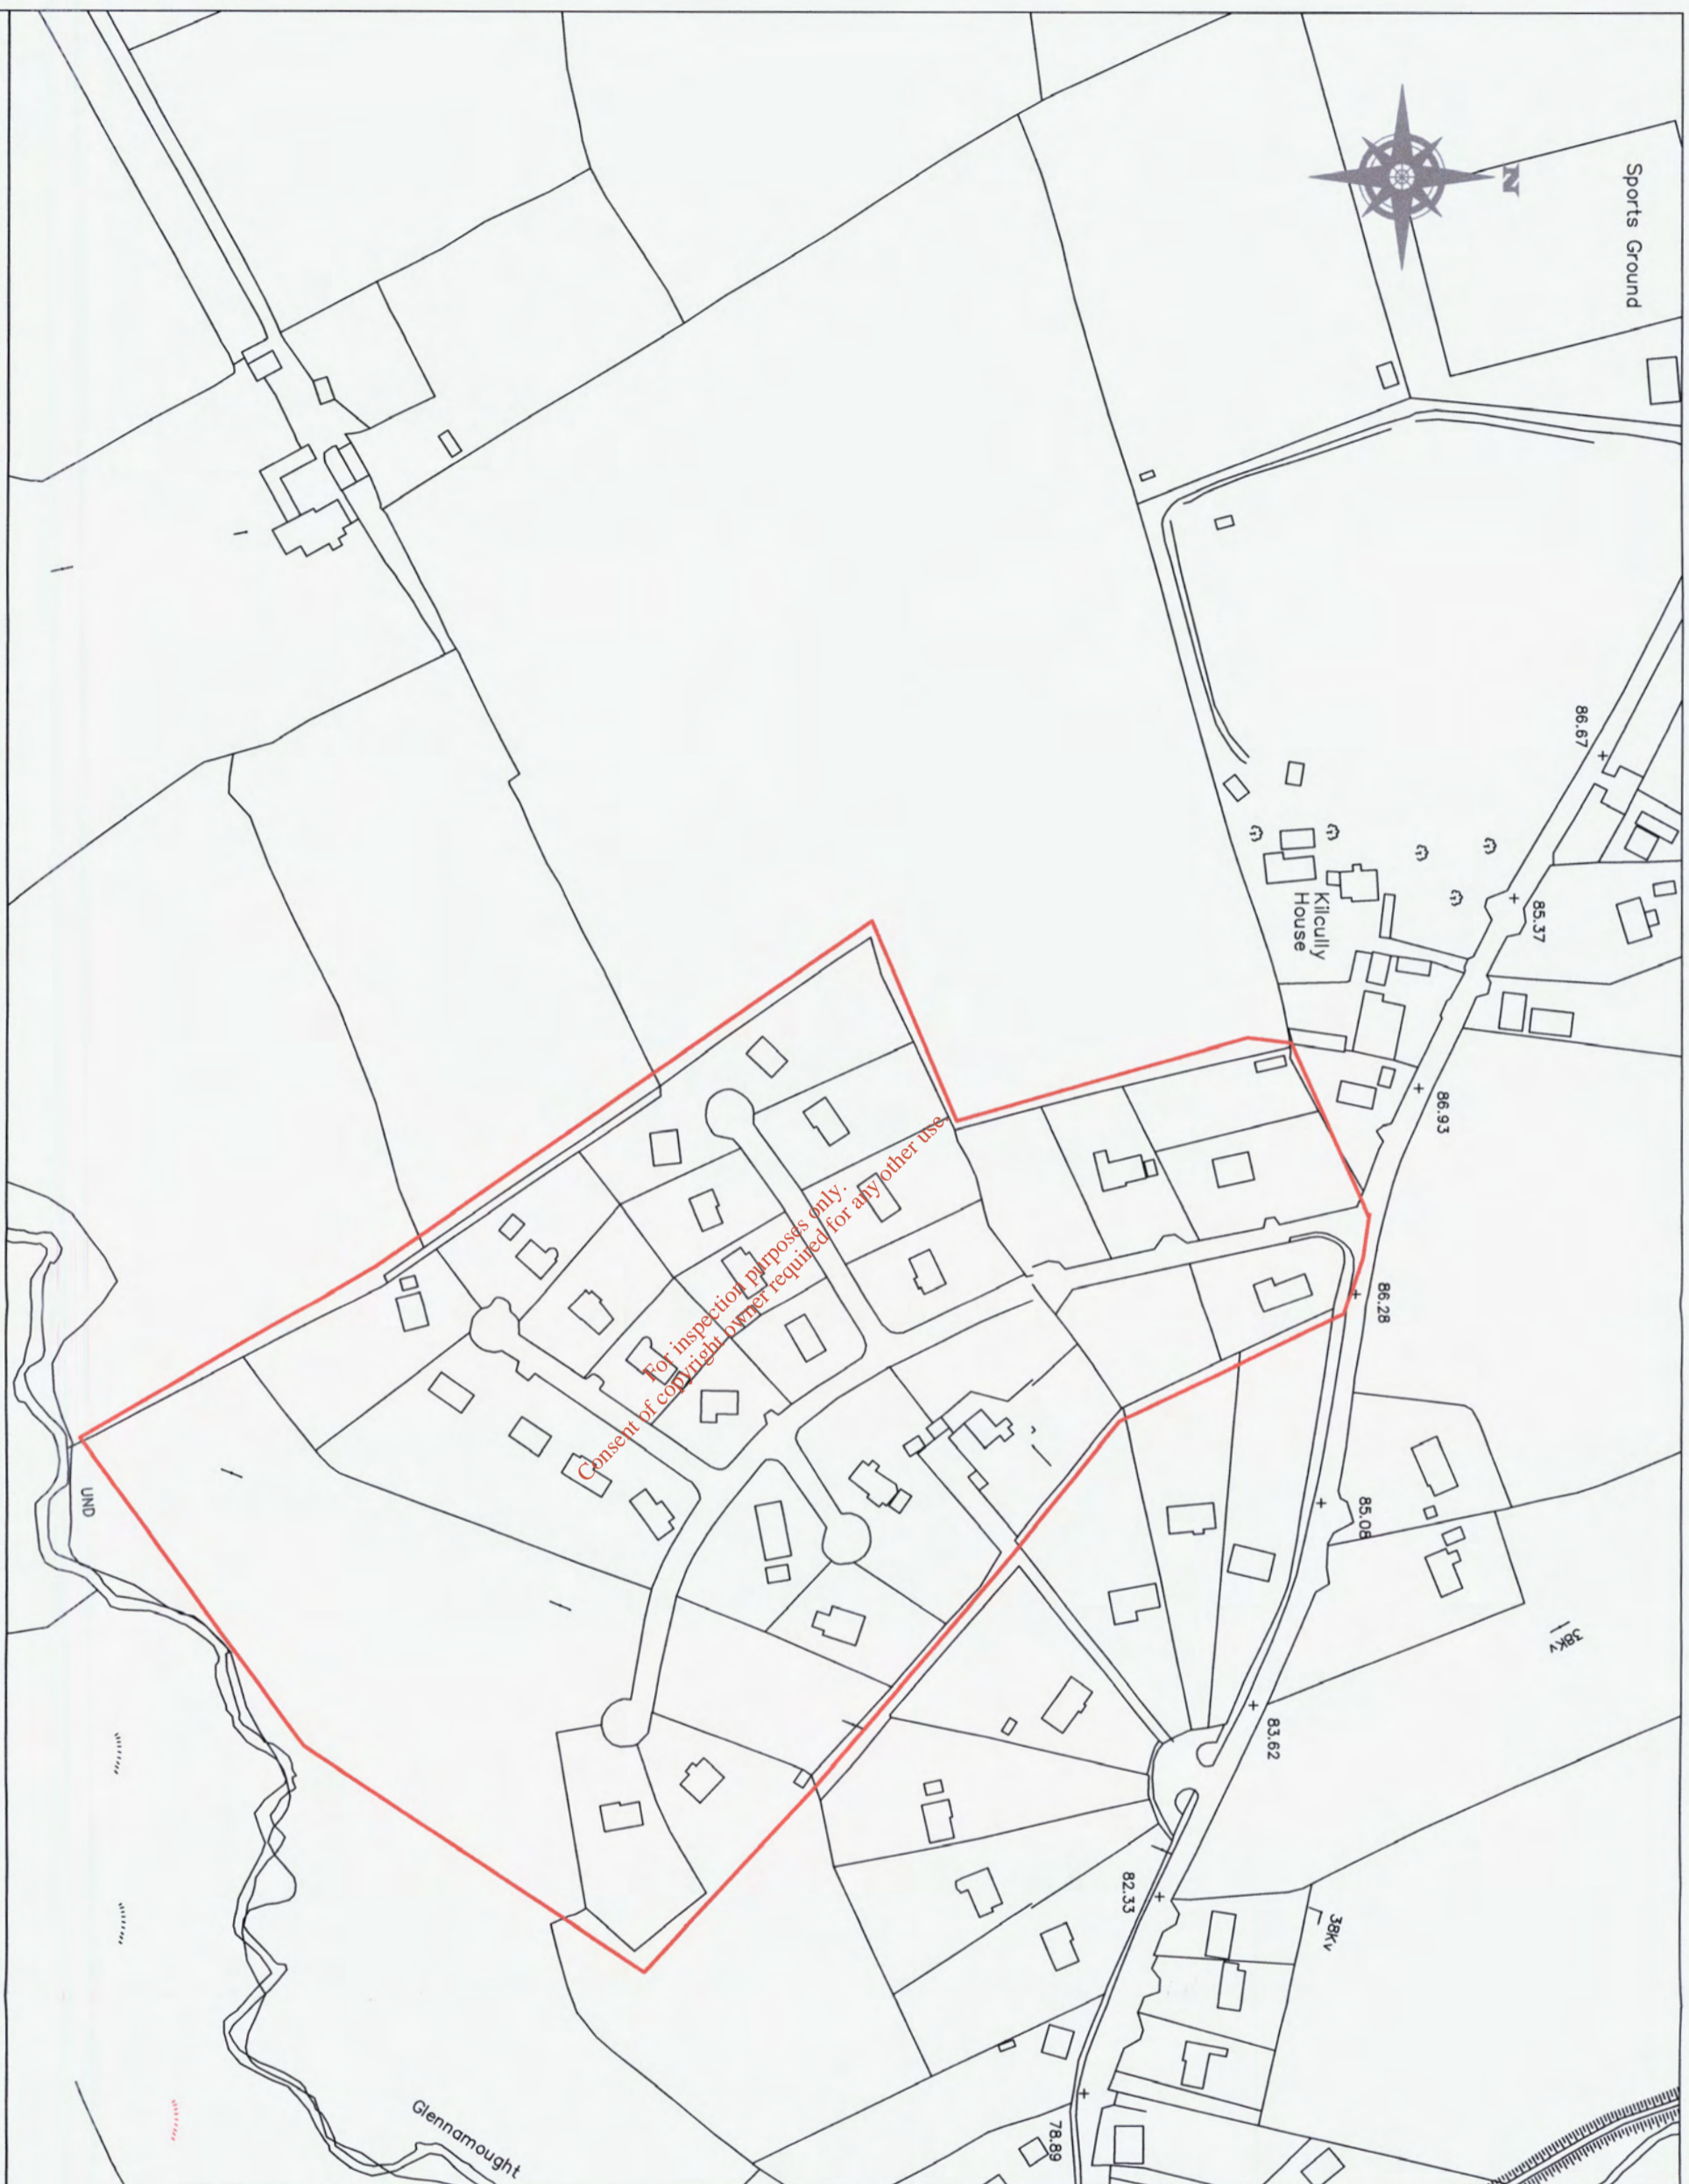 Sports Ground
N
86.67
85.37
Kilcully
House
86.93
86.28
85.08
38Kv
83.62
82.33
38Kv
78.89
UND
Glennamought
For inspection purposes only.
Consent of copyright owner required for any other use.